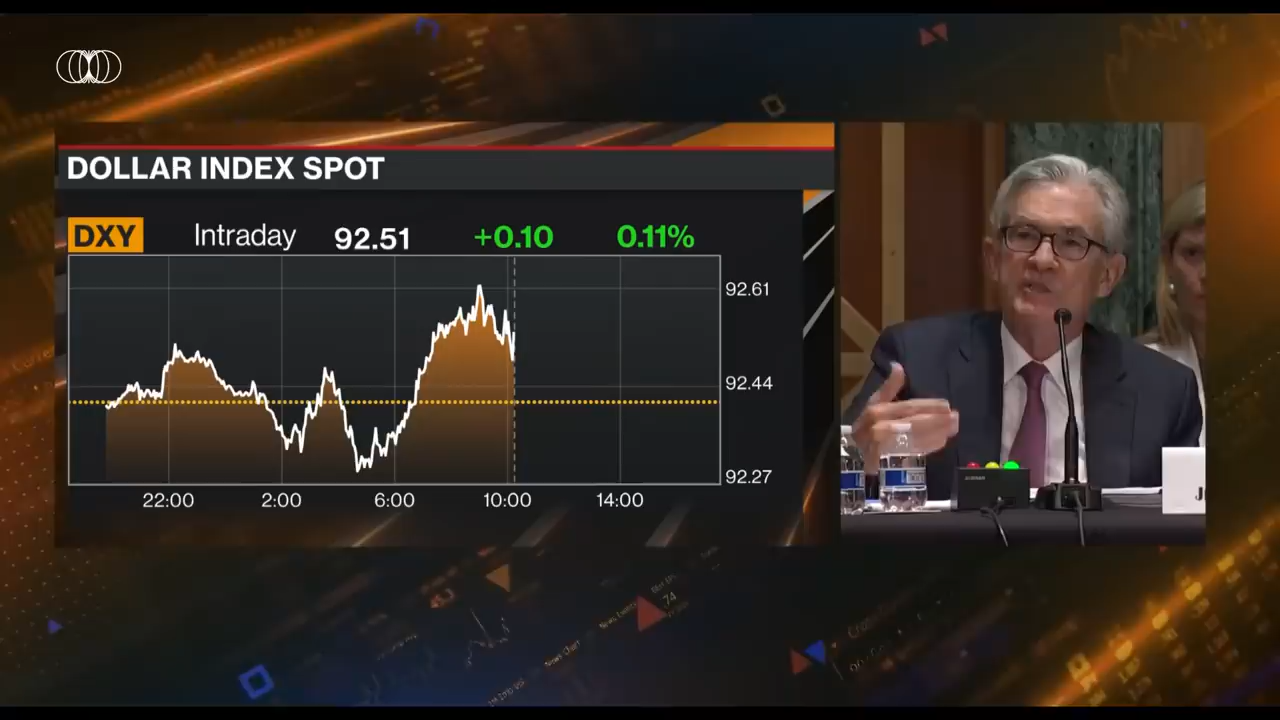 DOLLAR INDEX SPOT
DXY Intraday 92.51 +0.10 0.11%
92.61
92.44
92.27
22:00 2:00 6:00 10:00 14:00